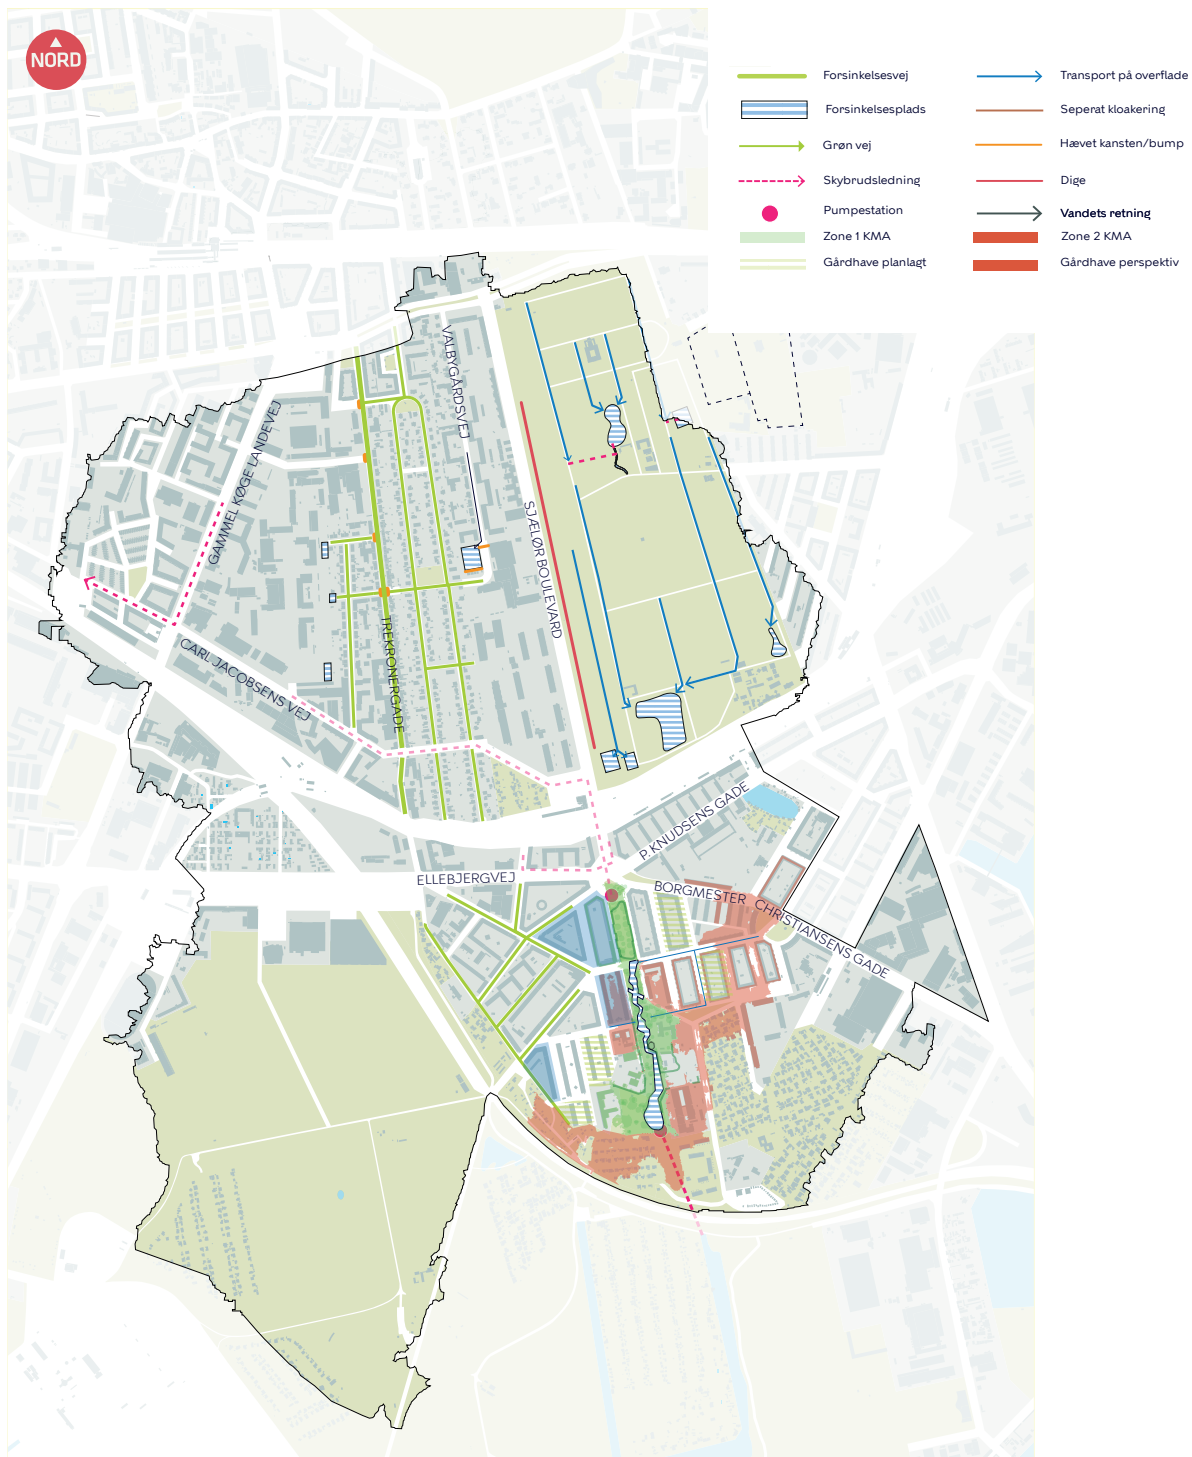 NORD
Forsinkelsesvej
Transport på overflade
Forsinkelsesplads
Seperat kloakering
Grøn vej
Hævet kansten/bump
Skybrudsledning
Dige
Pumpestation
Vandets retning
Zone 1 KMA
Zone 2 KMA
Gårdhave planlagt
Gårdhave perspektiv
VALBYGÅRDSVEJ
GAMMEL KØGE LANDEVEJ
SJÆLØR BOULEVARD
TREKRONERGADE
CARL JACOBSENS VEJ
P. KNUDSENS GADE
ELLEBJERGVEJ
BORGMESTER CHRISTIANSENS GADE